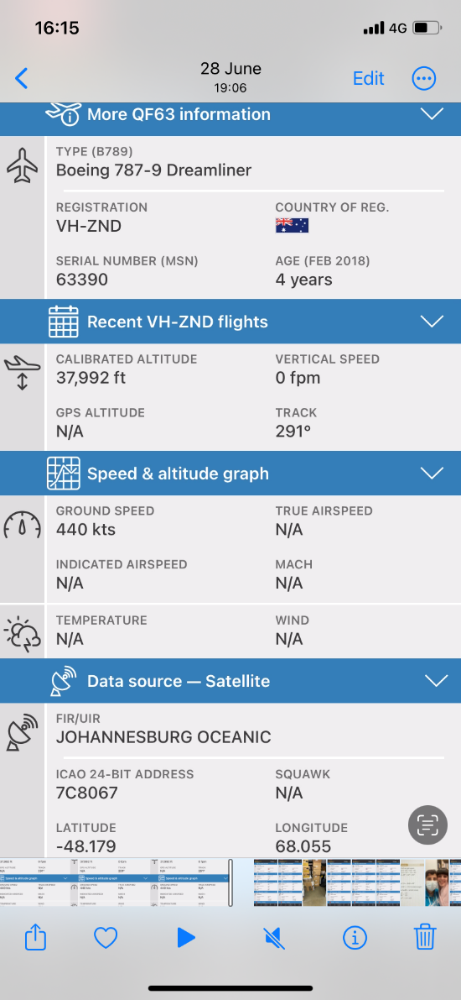 16:15
4G
28 June
19:06
Edit
More QF63 information
TYPE (B789)
Boeing 787-9 Dreamliner
REGISTRATION
COUNTRY OF REG.
VH-ZND
SERIAL NUMBER (MSN)
AGE (FEB 2018)
63390
4 years
Recent VH-ZND flights
CALIBRATED ALTITUDE
VERTICAL SPEED
37,992 ft
0 fpm
GPS ALTITUDE
TRACK
N/A
291°
Speed & altitude graph
GROUND SPEED
TRUE AIRSPEED
440 kts
N/A
INDICATED AIRSPEED
MACH
N/A
N/A
TEMPERATURE
WIND
N/A
N/A
Data source — Satellite
FIR/UIR
JOHANNESBURG OCEANIC
ICAO 24-BIT ADDRESS
SQUAWK
7C8067
N/A
LATITUDE
LONGITUDE
-48.179
68.055